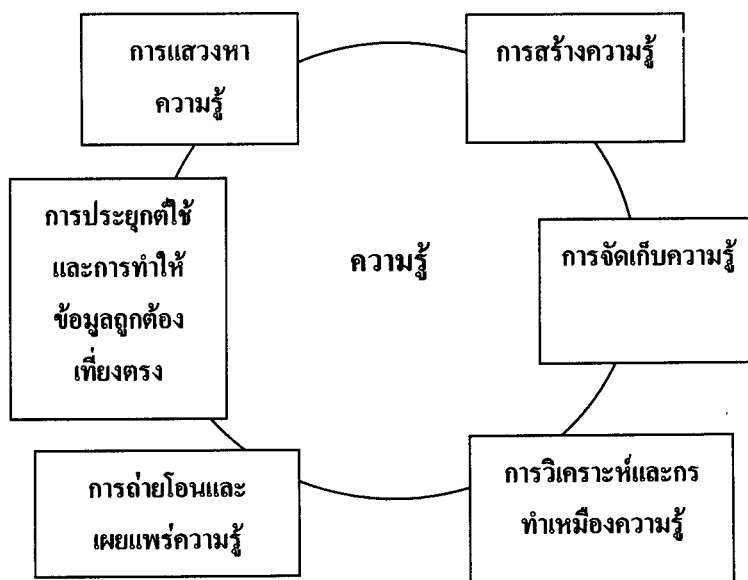 การแสวงหา
ความรู้
การสร้างความรู้
การประยุกต์ใช้
และการทำให้
ข้อมูลถูกต้อง
เที่ยงตรง
ความรู้
การจัดเก็บความรู้
การถ่ายโอนและ
เผยแพร่ความรู้
การวิเคราะห์และกร
ทำเหมืองความรู้